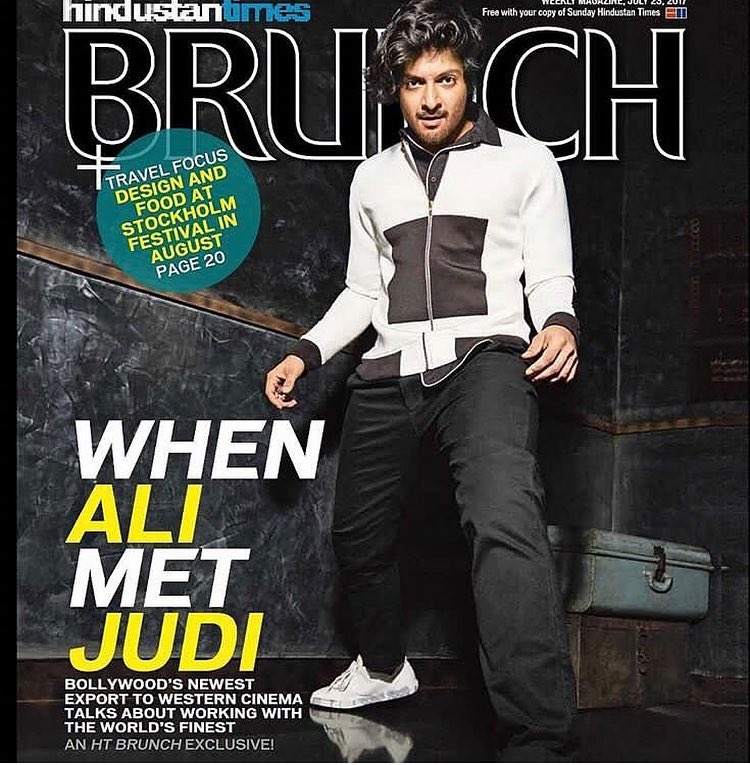 hindustantimes
WEEKLY MAGAZINE, JULY 23, 2017
Free with your copy of Sunday Hindustan Times
BRUNCH
TRAVEL FOCUS
DESIGN AND
FOOD AT
STOCKHOLM
FESTIVAL IN
AUGUST
PAGE 20
WHEN
ALI
MET
JUDI
BOLLYWOOD'S NEWEST
EXPORT TO WESTERN CINEMA
TALKS ABOUT WORKING WITH
THE WORLD'S FINEST
AN HT BRUNCH EXCLUSIVE!